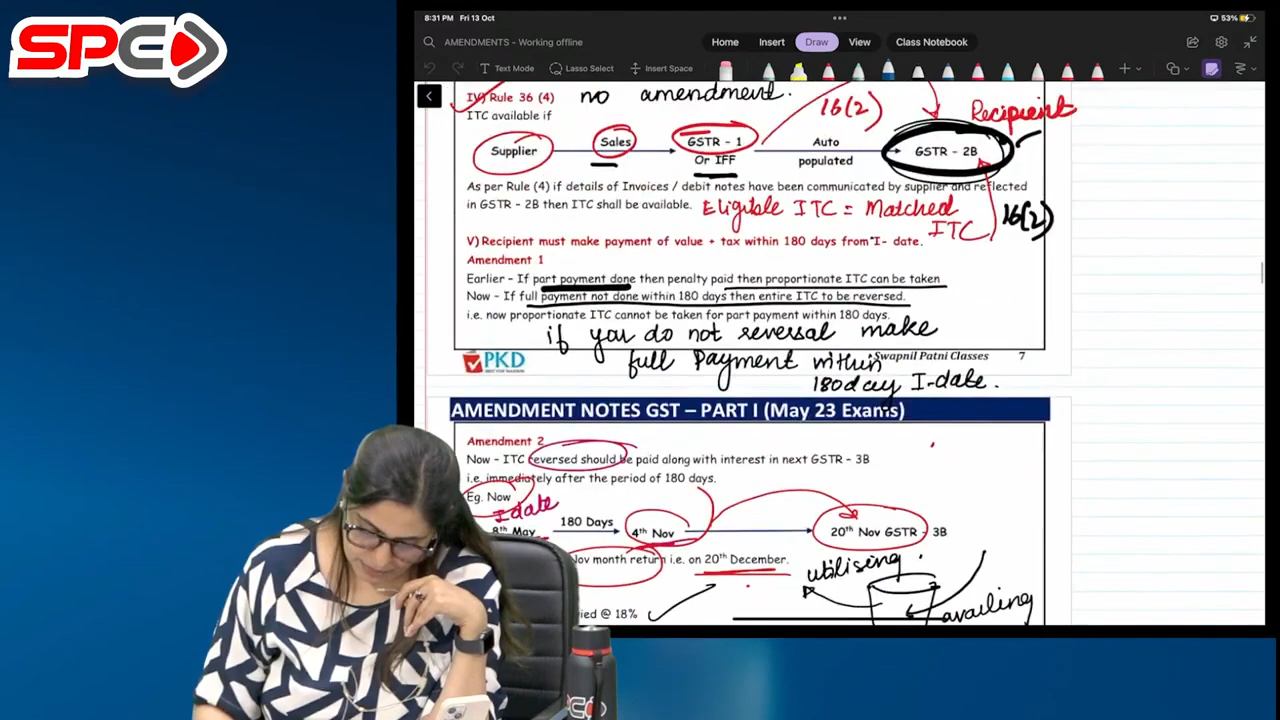 SPC
8:31 PM Fri 13 Oct
53%
AMENDMENTS - Working offline
Home Insert Draw View Class Notebook
Text Mode Lasso Select Insert Space
IV) Rule 36 (4) no amendment.
ITC available if
16(2)
Recipient
Supplier Sales GSTR - 1 Auto GSTR - 2B
Or IFF populated
As per Rule (4) if details of Invoices / debit notes have been communicated by supplier and reflected
in GSTR - 2B then ITC shall be available. Eligible ITC = Matched
ITC 16(2)
V) Recipient must make payment of value + tax within 180 days from I- date.
Amendment 1
Earlier - If part payment done then penalty paid then proportionate ITC can be taken
Now - If full payment not done within 180 days then entire ITC to be reversed.
i.e. now proportionate ITC cannot be taken for part payment within 180 days.
if you do not reversal make
full Payment within
180day I-date.
PKD
Swapnil Patni Classes 7
AMENDMENT NOTES GST – PART I (May 23 Exams)
Amendment 2
Now - ITC reversed should be paid along with interest in next GSTR - 3B
i.e. immediately after the period of 180 days.
Eg. Now
I date
8th May 180 Days 4th Nov 20th Nov GSTR - 3B
Nov month return i.e. on 20th December.
utilising
availing
ied @ 18%
SPC